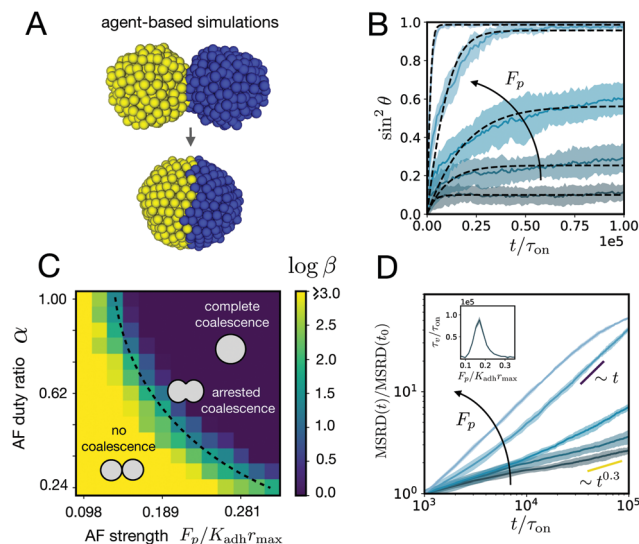 A
agent-based simulations
B
sin² θ
1.0
0.8
0.6
0.4
0.2
0.0
F_p
0.00
0.25
0.50
0.75
1.00
1e5
t/τ_on
C
log β
AF duty ratio α
1.00
0.62
0.24
complete
coalescence
arrested
coalescence
no
coalescence
0.098
0.189
0.281
AF strength F_p/K_adh r_max
>3.0
2.5
2.0
1.5
1.0
0.5
0.0
D
MSRD(t)/MSRD(t₀)
10¹
10⁰
1e5
τ_v/τ_on
1.0
0.5
0.0
0.1
0.2
0.3
F_p/K_adh r_max
F_p
~ t
~ t^0.3
10³
10⁴
10⁵
t/τ_on